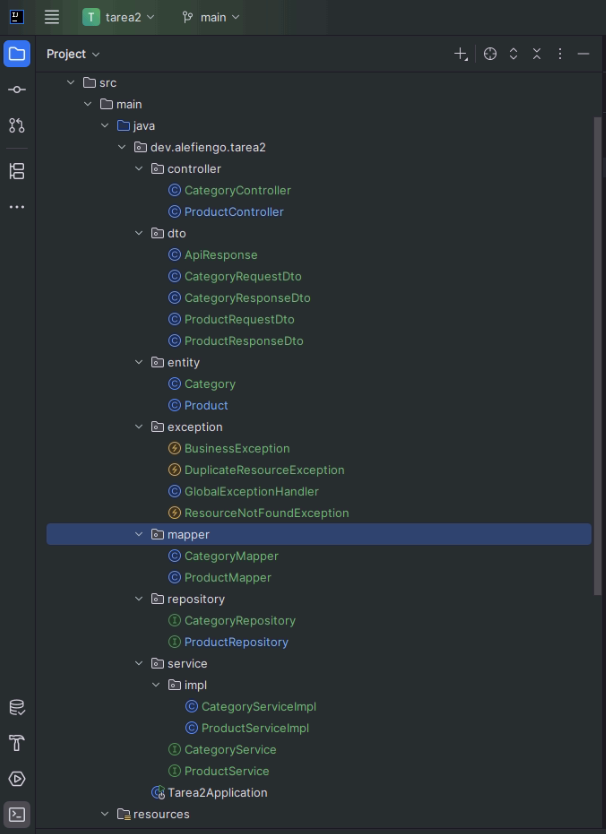 T tarea2 main
Project
src
main
java
dev.alefiengo.tarea2
controller
CategoryController
ProductController
dto
ApiResponse
CategoryRequestDto
CategoryResponseDto
ProductRequestDto
ProductResponseDto
entity
Category
Product
exception
BusinessException
DuplicateResourceException
GlobalExceptionHandler
ResourceNotFoundException
mapper
CategoryMapper
ProductMapper
repository
CategoryRepository
ProductRepository
service
impl
CategoryServiceImpl
ProductServiceImpl
CategoryService
ProductService
Tarea2Application
resources